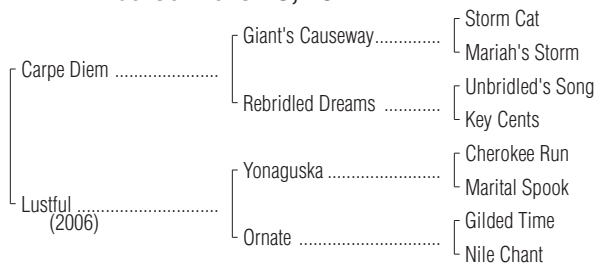 Storm Cat
Giant's Causeway..............
Mariah's Storm
Carpe Diem ......................
Unbridled's Song
Rebridled Dreams ............
Key Cents
Cherokee Run
Yonaguska ........................
Marital Spook
Lustful ..............................
(2006)
Gilded Time
Ornate ..............................
Nile Chant